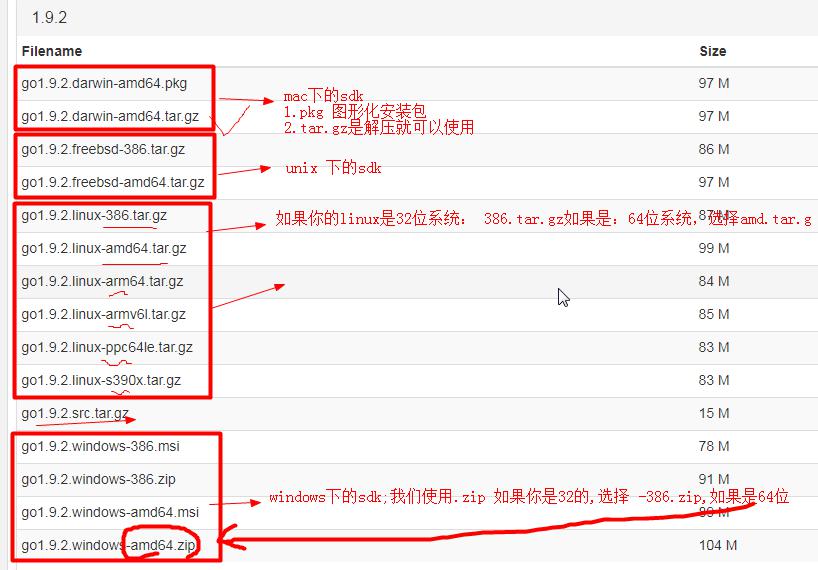 1.9.2
Filename Size
go1.9.2.darwin-amd64.pkg 97 M
mac下的sdk
1.pkg 图形化安装包
go1.9.2.darwin-amd64.tar.gz 97 M
2.tar.gz是解压就可以使用
go1.9.2.freebsd-386.tar.gz 86 M
unix 下的sdk
go1.9.2.freebsd-amd64.tar.gz 97 M
go1.9.2.linux-386.tar.gz
如果你的linux是32位系统: 386.tar.gz如果是:64位系统, 选择amd.tar.g
go1.9.2.linux-amd64.tar.gz 99 M
go1.9.2.linux-arm64.tar.gz 84 M
go1.9.2.linux-armv6l.tar.gz 85 M
go1.9.2.linux-ppc64le.tar.gz 83 M
go1.9.2.linux-s390x.tar.gz 83 M
go1.9.2.src.tar.gz 15 M
go1.9.2.windows-386.msi 78 M
go1.9.2.windows-386.zip 91 M
windows下的sdk;我们使用.zip 如果你是32的,选择 -386.zip,如果是64位
go1.9.2.windows-amd64.msi
go1.9.2.windows-amd64.zip 104 M